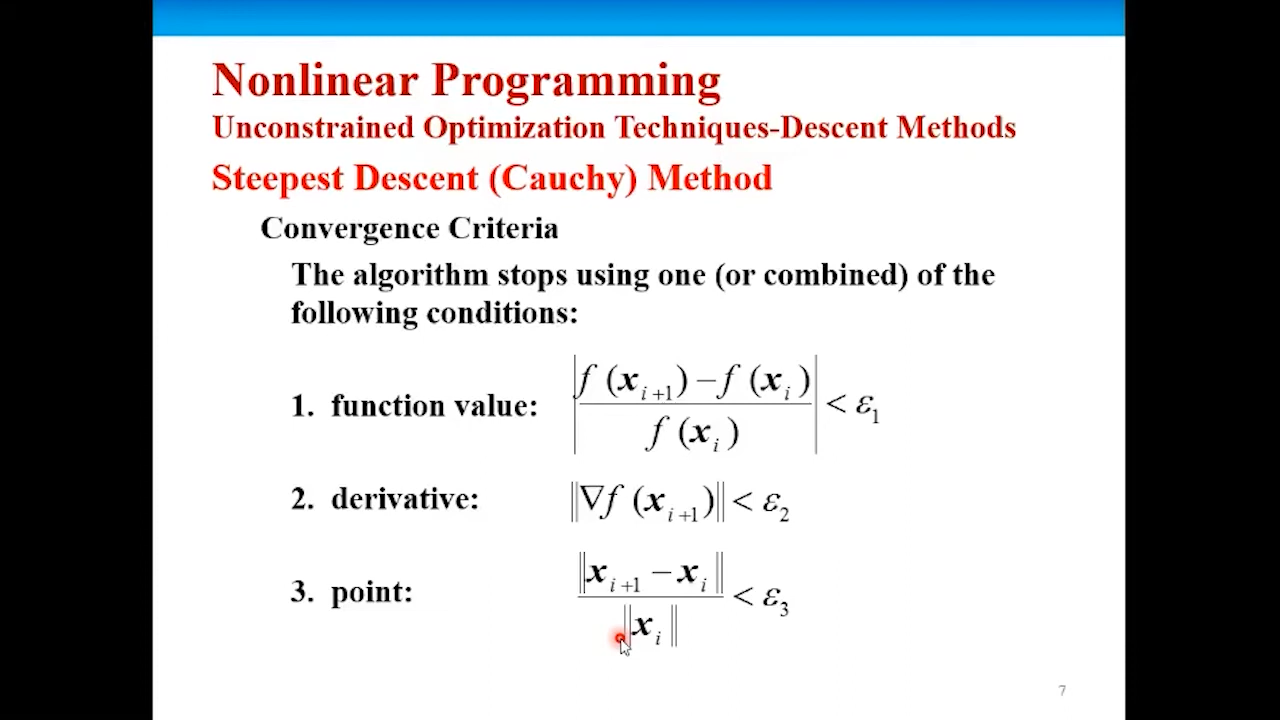 Nonlinear Programming
Unconstrained Optimization Techniques-Descent Methods
Steepest Descent (Cauchy) Method
Convergence Criteria
The algorithm stops using one (or combined) of the
following conditions:
1. function value: |(f(x_{i+1}) − f(x_i)) / f(x_i)| < ε_1
2. derivative: ‖∇f(x_{i+1})‖ < ε_2
3. point: ‖x_{i+1} − x_i‖ / ‖x_i‖ < ε_3
7